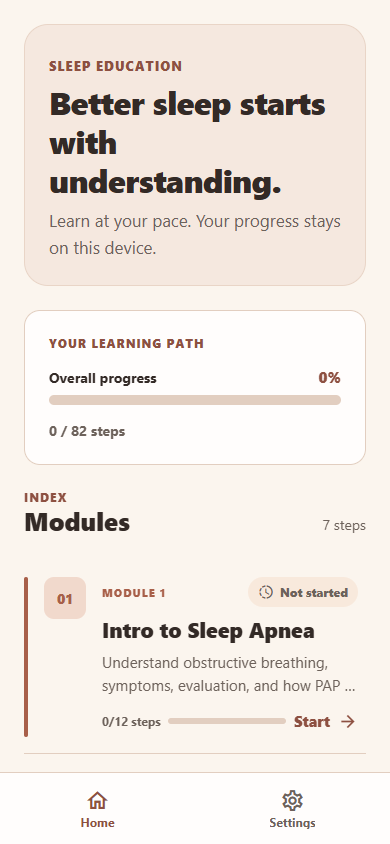 SLEEP EDUCATION
Better sleep starts
with
understanding.
Learn at your pace. Your progress stays
on this device.
YOUR LEARNING PATH
Overall progress 0%
0 / 82 steps
INDEX
Modules 7 steps
01 MODULE 1 Not started
Intro to Sleep Apnea
Understand obstructive breathing,
symptoms, evaluation, and how PAP ...
0/12 steps Start
Home Settings